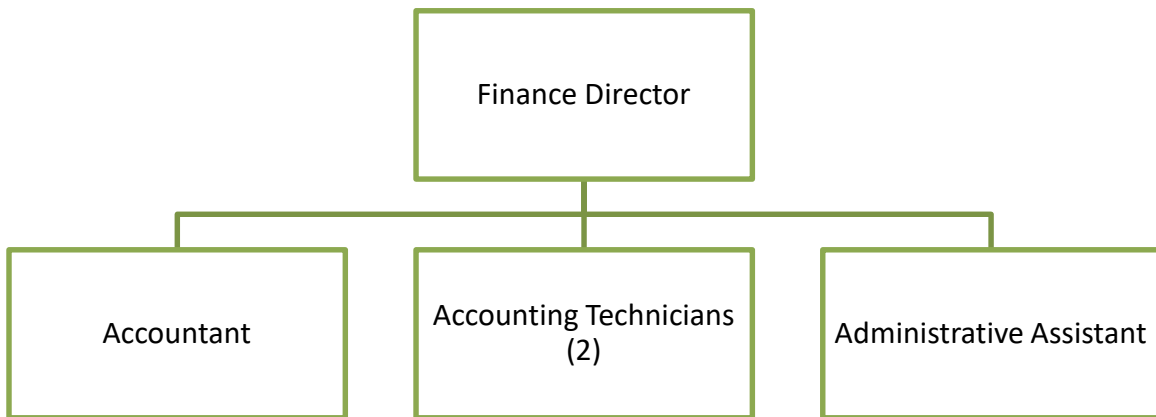 Finance Director
Accountant
Accounting Technicians
(2)
Administrative Assistant